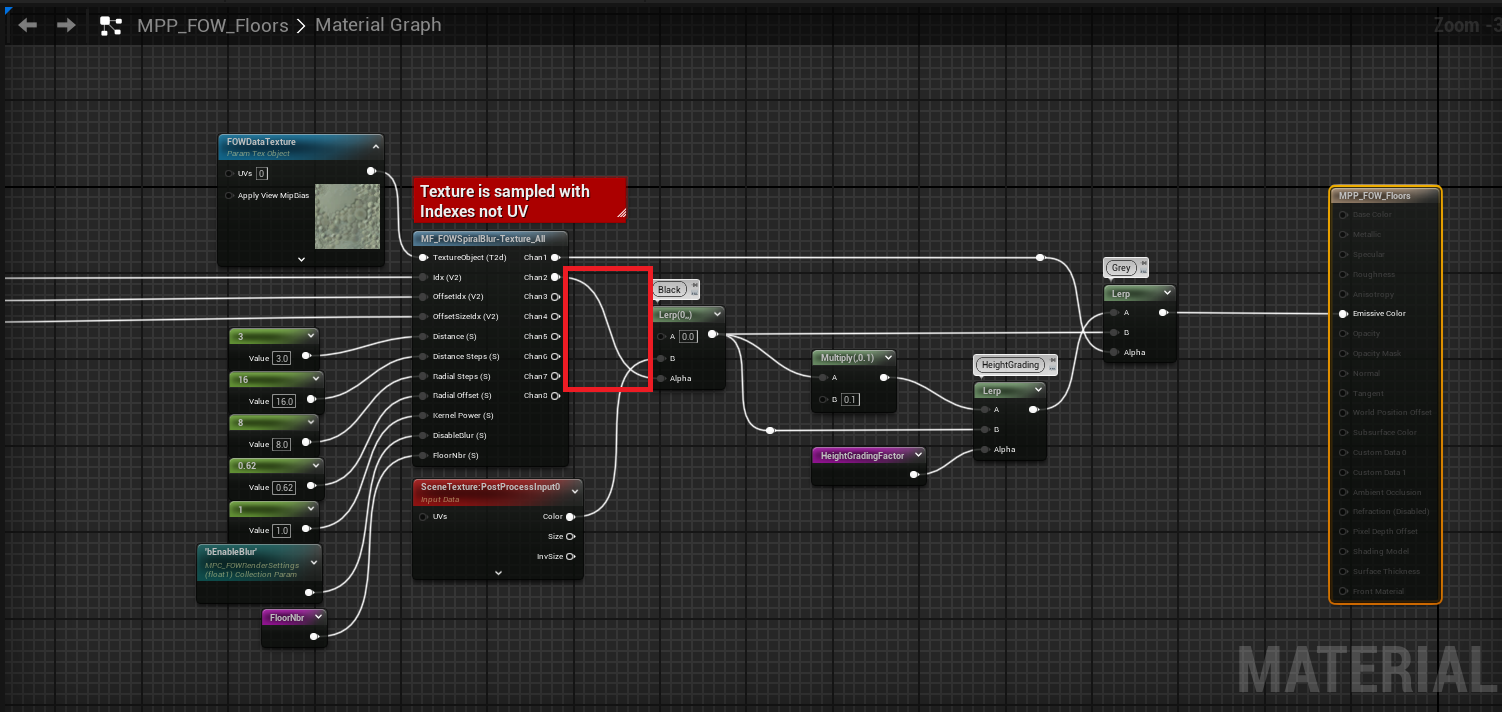 MPP_FOW_Floors > Material Graph
Zoom -3
FOWDataTexture
Param Tex Object
UVs 0
Apply View MipBias
Texture is sampled with
Indexes not UV
MF_FOWSpiralBlur-Texture_All
TextureObject (T2d) Chan1
Idx (V2) Chan2
OffsetIdx (V2) Chan3
OffsetSizeIdx (V2) Chan4
Distance (S) Chan5
Distance Steps (S) Chan6
Radial Steps (S) Chan7
Radial Offset (S) Chan8
Kernel Power (S)
DisableBlur (S)
FloorNbr (S)
3
Value 3.0
16
Value 16.0
8
Value 8.0
0.62
Value 0.62
1
Value 1.0
'bEnableBlur'
MPC_FOWRenderSettings
(float1) Collection Param
FloorNbr
SceneTexture:PostProcessInput0
Input Data
UVs Color
Size
InvSize
Black
Lerp(0,,)
A 0.0
B
Alpha
Multiply(,0.1)
A
B 0.1
HeightGradingFactor
HeightGrading
Lerp
A
B
Alpha
Grey
Lerp
A
B
Alpha
MPP_FOW_Floors
Base Color
Metallic
Specular
Roughness
Anisotropy
Emissive Color
Opacity
Opacity Mask
Normal
Tangent
World Position Offset
Subsurface Color
Custom Data 0
Custom Data 1
Ambient Occlusion
Refraction (Disabled)
Pixel Depth Offset
Shading Model
Surface Thickness
Front Material
MATERIAL